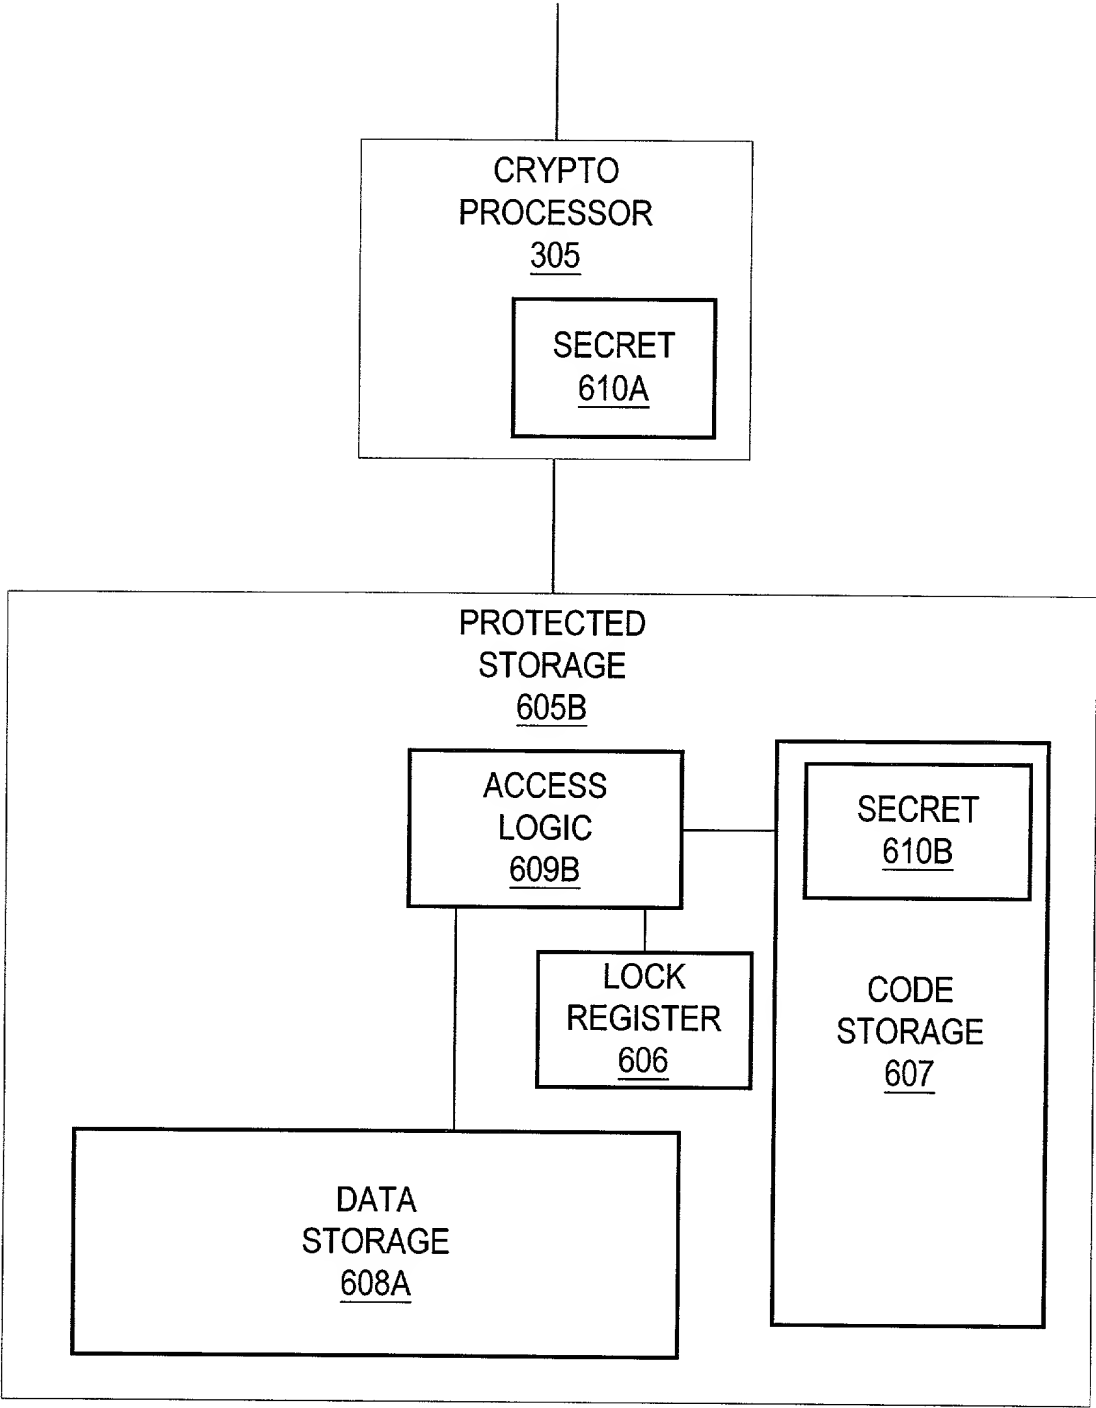 CRYPTO
PROCESSOR
305
SECRET
610A
PROTECTED
STORAGE
605B
ACCESS
LOGIC
609B
SECRET
610B
LOCK
REGISTER
606
CODE
STORAGE
607
DATA
STORAGE
608A